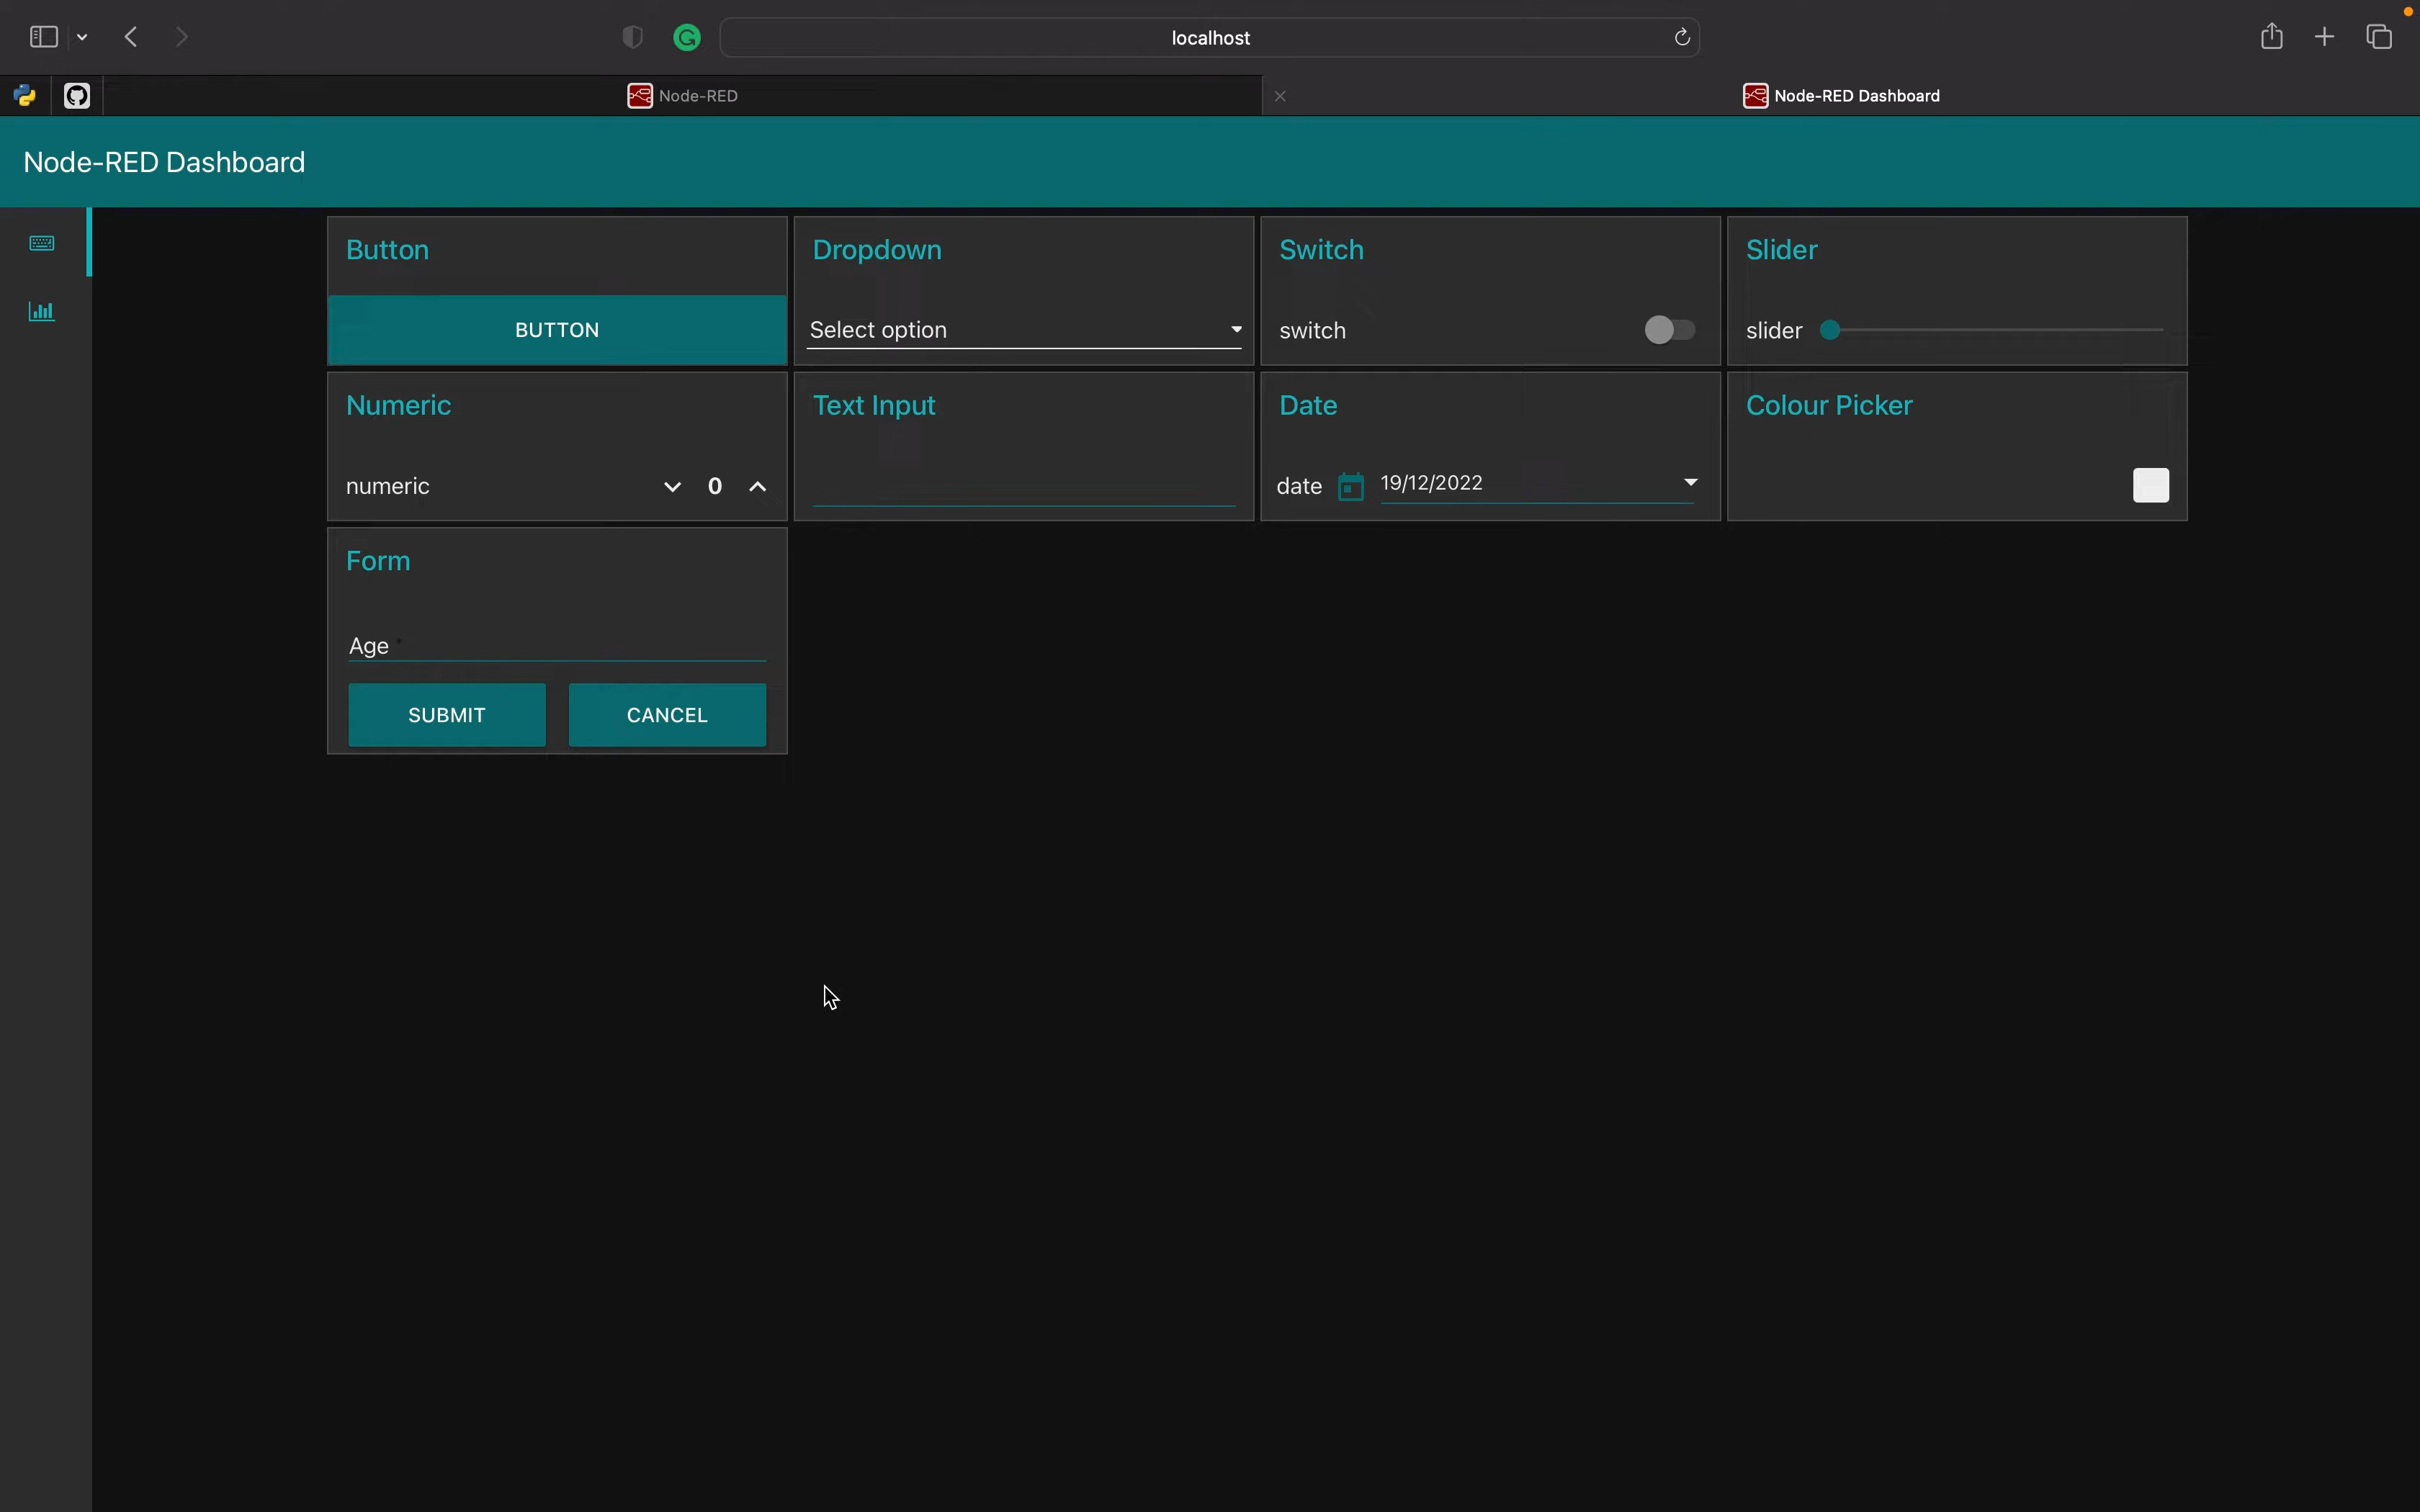 localhost
Node-RED
Node-RED Dashboard
Node-RED Dashboard
Button
BUTTON
Dropdown
Select option
Switch
switch
Slider
slider
Numeric
numeric 0
Text Input
Date
date 19/12/2022
Colour Picker
Form
Age *
SUBMIT CANCEL